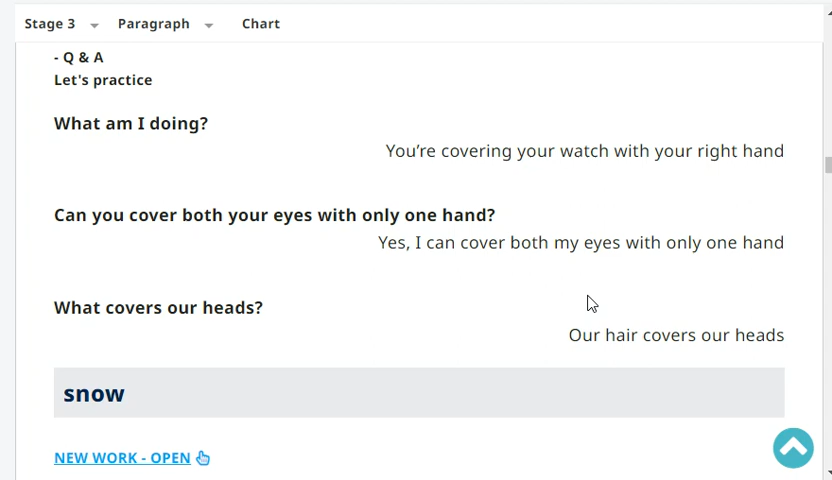 Stage 3 Paragraph Chart
- Q & A
Let's practice
What am I doing?
You’re covering your watch with your right hand
Can you cover both your eyes with only one hand?
Yes, I can cover both my eyes with only one hand
What covers our heads?
Our hair covers our heads
snow
NEW WORK - OPEN